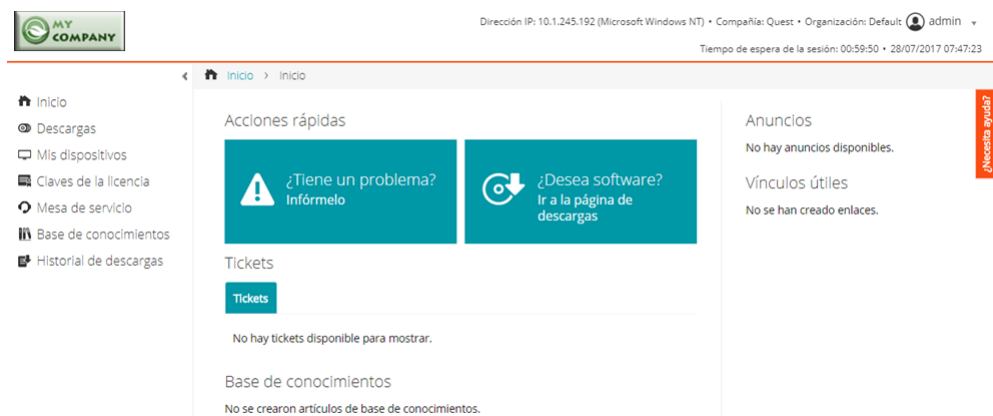 MY
COMPANY
Dirección IP: 10.1.245.192 (Microsoft Windows NT) • Compañía: Quest • Organización: Default admin
Tiempo de espera de la sesión: 00:59:50 • 28/07/2017 07:47:23
Inicio > Inicio
Inicio
Descargas
Mis dispositivos
Claves de la licencia
Mesa de servicio
Base de conocimientos
Historial de descargas
Acciones rápidas
¿Tiene un problema?
Infórmelo
¿Desea software?
Ir a la página de
descargas
Tickets
Tickets
No hay tickets disponible para mostrar.
Base de conocimientos
No se crearon artículos de base de conocimientos.
Anuncios
No hay anuncios disponibles.
Vínculos útiles
No se han creado enlaces.
¿Necesita ayuda?